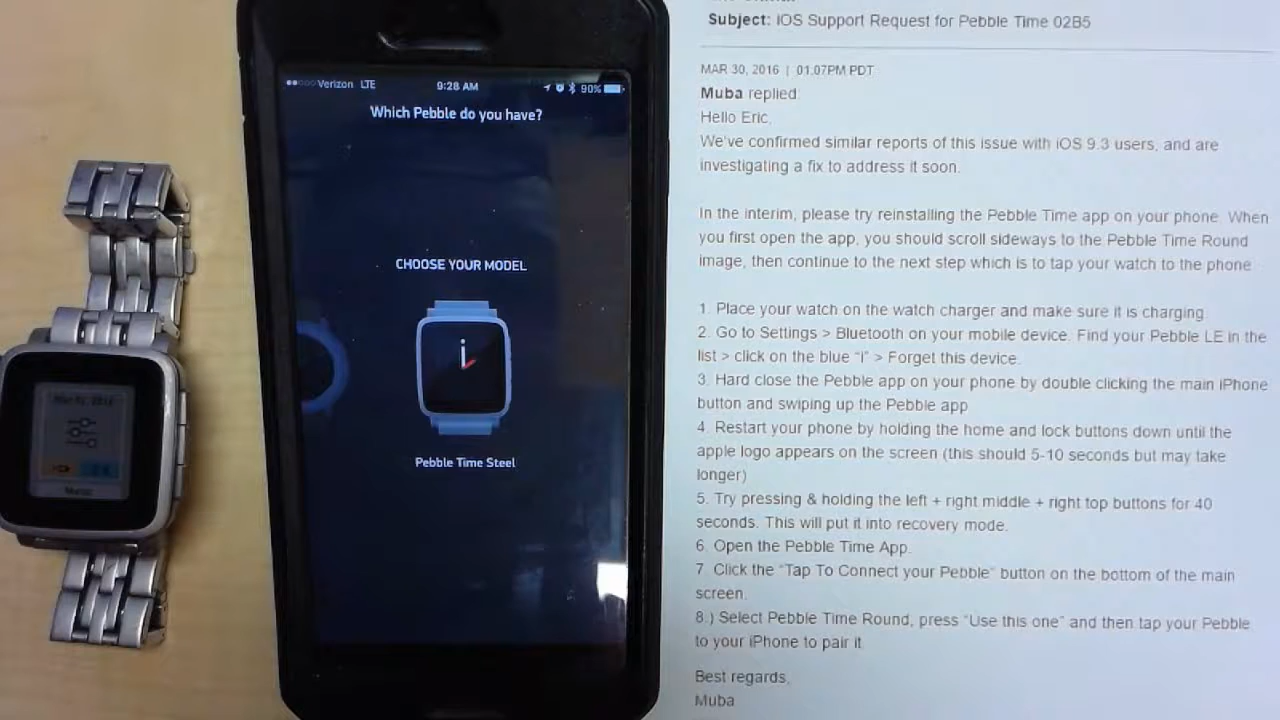 Verizon LTE 9:28 AM 90%
Which Pebble do you have?
CHOOSE YOUR MODEL
Pebble Time Steel
Music
Subject: iOS Support Request for Pebble Time 02B5
MAR 30, 2016 | 01:07PM PDT
Muba replied:
Hello Eric,
We've confirmed similar reports of this issue with iOS 9.3 users, and are
investigating a fix to address it soon.
In the interim, please try reinstalling the Pebble Time app on your phone. When
you first open the app, you should scroll sideways to the Pebble Time Round
image, then continue to the next step which is to tap your watch to the phone.
1. Place your watch on the watch charger and make sure it is charging.
2. Go to Settings > Bluetooth on your mobile device. Find your Pebble LE in the
list > click on the blue "i" > Forget this device.
3. Hard close the Pebble app on your phone by double clicking the main iPhone
button and swiping up the Pebble app
4. Restart your phone by holding the home and lock buttons down until the
apple logo appears on the screen (this should 5-10 seconds but may take
longer)
5. Try pressing & holding the left + right middle + right top buttons for 40
seconds. This will put it into recovery mode.
6. Open the Pebble Time App.
7. Click the "Tap To Connect your Pebble" button on the bottom of the main
screen.
8.) Select Pebble Time Round, press "Use this one" and then tap your Pebble
to your iPhone to pair it
Best regards,
Muba